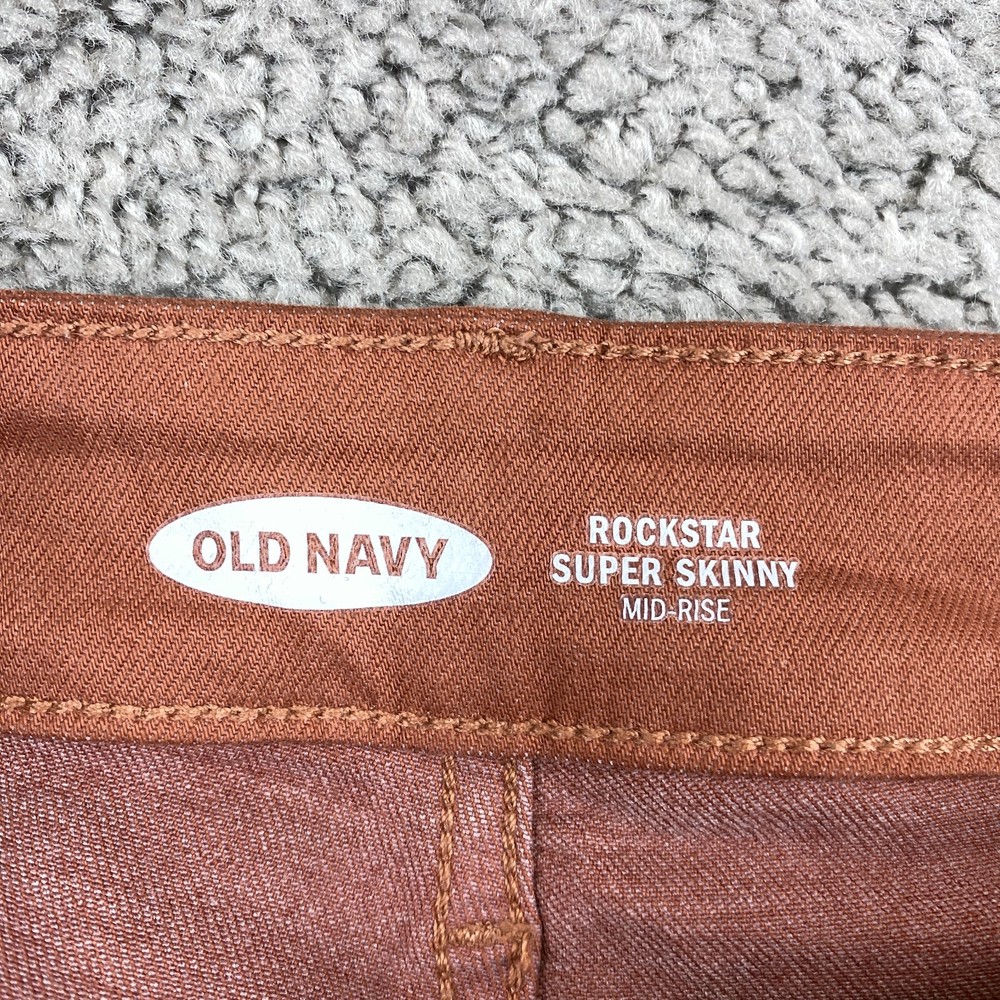 OLD NAVY
ROCKSTAR
SUPER SKINNY
MID-RISE